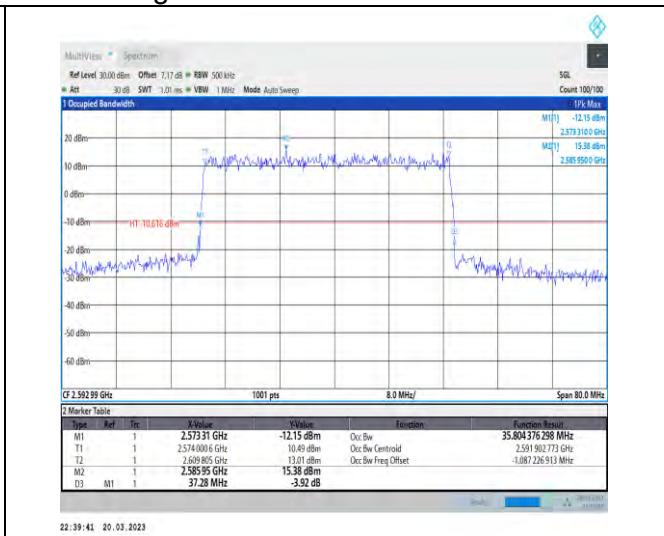 MultiView Spectrum
Ref Level 30.00 dBm Offset 7.17 dB RBW 500 kHz SGL
Att 30 dB SWT 1.01 ms VBW 1 MHz Mode Auto Sweep Count 100/100
1 Occupied Bandwidth 1Pk Max
M1[1] -12.15 dBm
2.573 3100 GHz
M2[1] 15.38 dBm
2.585 9500 GHz
20 dBm
10 dBm
0 dBm
-10 dBm
H1 -10.616 dBm
M1
-20 dBm
-30 dBm
-40 dBm
-50 dBm
-60 dBm
CF 2.592 99 GHz 1001 pts 8.0 MHz/ Span 80.0 MHz
2 Marker Table
Type Ref Trc X-Value Y-Value Function Function Result
M1 1 2.573 31 GHz -12.15 dBm Occ Bw 35.804 376 298 MHz
T1 1 2.574 000 6 GHz 10.49 dBm Occ Bw Centroid 2.591 902 773 GHz
T2 1 2.609 805 GHz 13.01 dBm Occ Bw Freq Offset -1.087 226 913 MHz
M2 1 2.585 95 GHz 15.38 dBm
D3 M1 1 37.28 MHz -3.92 dB
22:39:41 20.03.2023